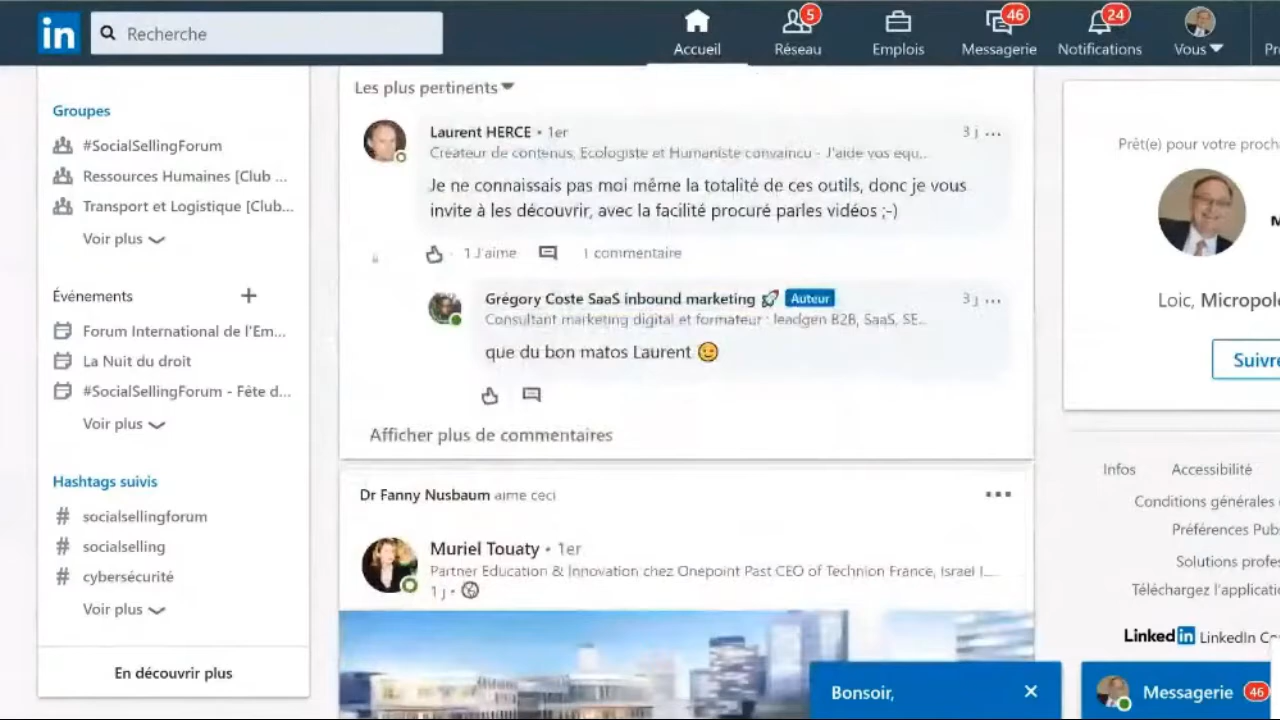 in
Recherche
Accueil
5
Réseau
Emplois
46
Messagerie
24
Notifications
Vous
Pr
Groupes
#SocialSellingForum
Ressources Humaines [Club ...
Transport et Logistique [Club...
Voir plus
Événements
Forum International de l'Em...
La Nuit du droit
#SocialSellingForum - Fête d...
Voir plus
Hashtags suivis
# socialsellingforum
# socialselling
# cybersécurité
Voir plus
En découvrir plus
Les plus pertinents
Laurent HERCE • 1er
3 j ...
Créateur de contenus, Ecologiste et Humaniste convaincu - J'aide vos equ...
Je ne connaissais pas moi même la totalité de ces outils, donc je vous
invite à les découvrir, avec la facilité procuré parles vidéos ;-)
1 J'aime
1 commentaire
Grégory Coste SaaS inbound marketing 🚀 Auteur
3 j ...
Consultant marketing digital et formateur : leadgen B2B, SaaS, SE...
que du bon matos Laurent 😉
Afficher plus de commentaires
Dr Fanny Nusbaum aime ceci
Muriel Touaty • 1er
Partner Education & Innovation chez Onepoint Past CEO of Technion France, Israel I...
1 j •
Prêt(e) pour votre proch
Loic, Micropol
Suivre
Infos Accessibilité
Conditions générales
Préférences Pub
Solutions profes
Téléchargez l'applicatio
Linkedin LinkedIn Co
Bonsoir,
Messagerie 46